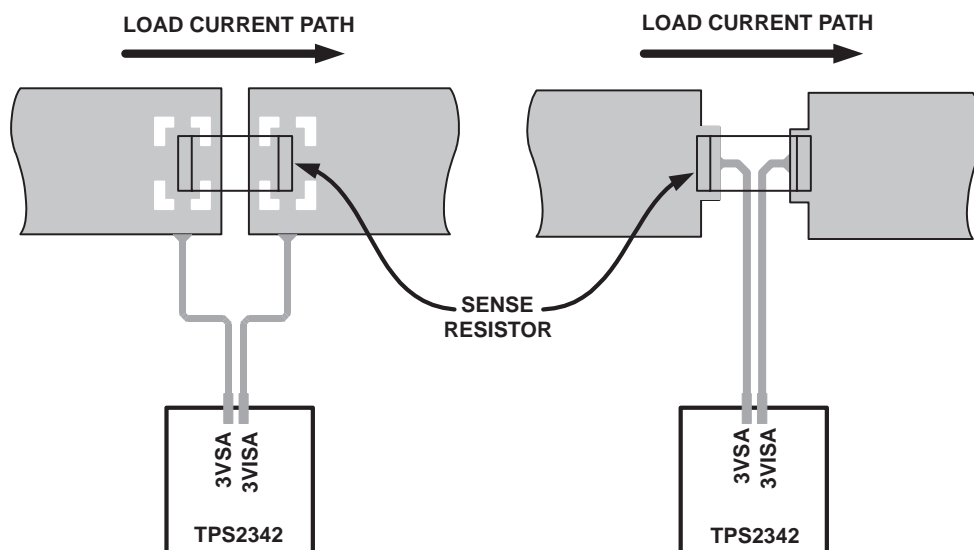 LOAD CURRENT PATH
LOAD CURRENT PATH
SENSE
RESISTOR
3VSA
3VISA
TPS2342
3VSA
3VISA
TPS2342